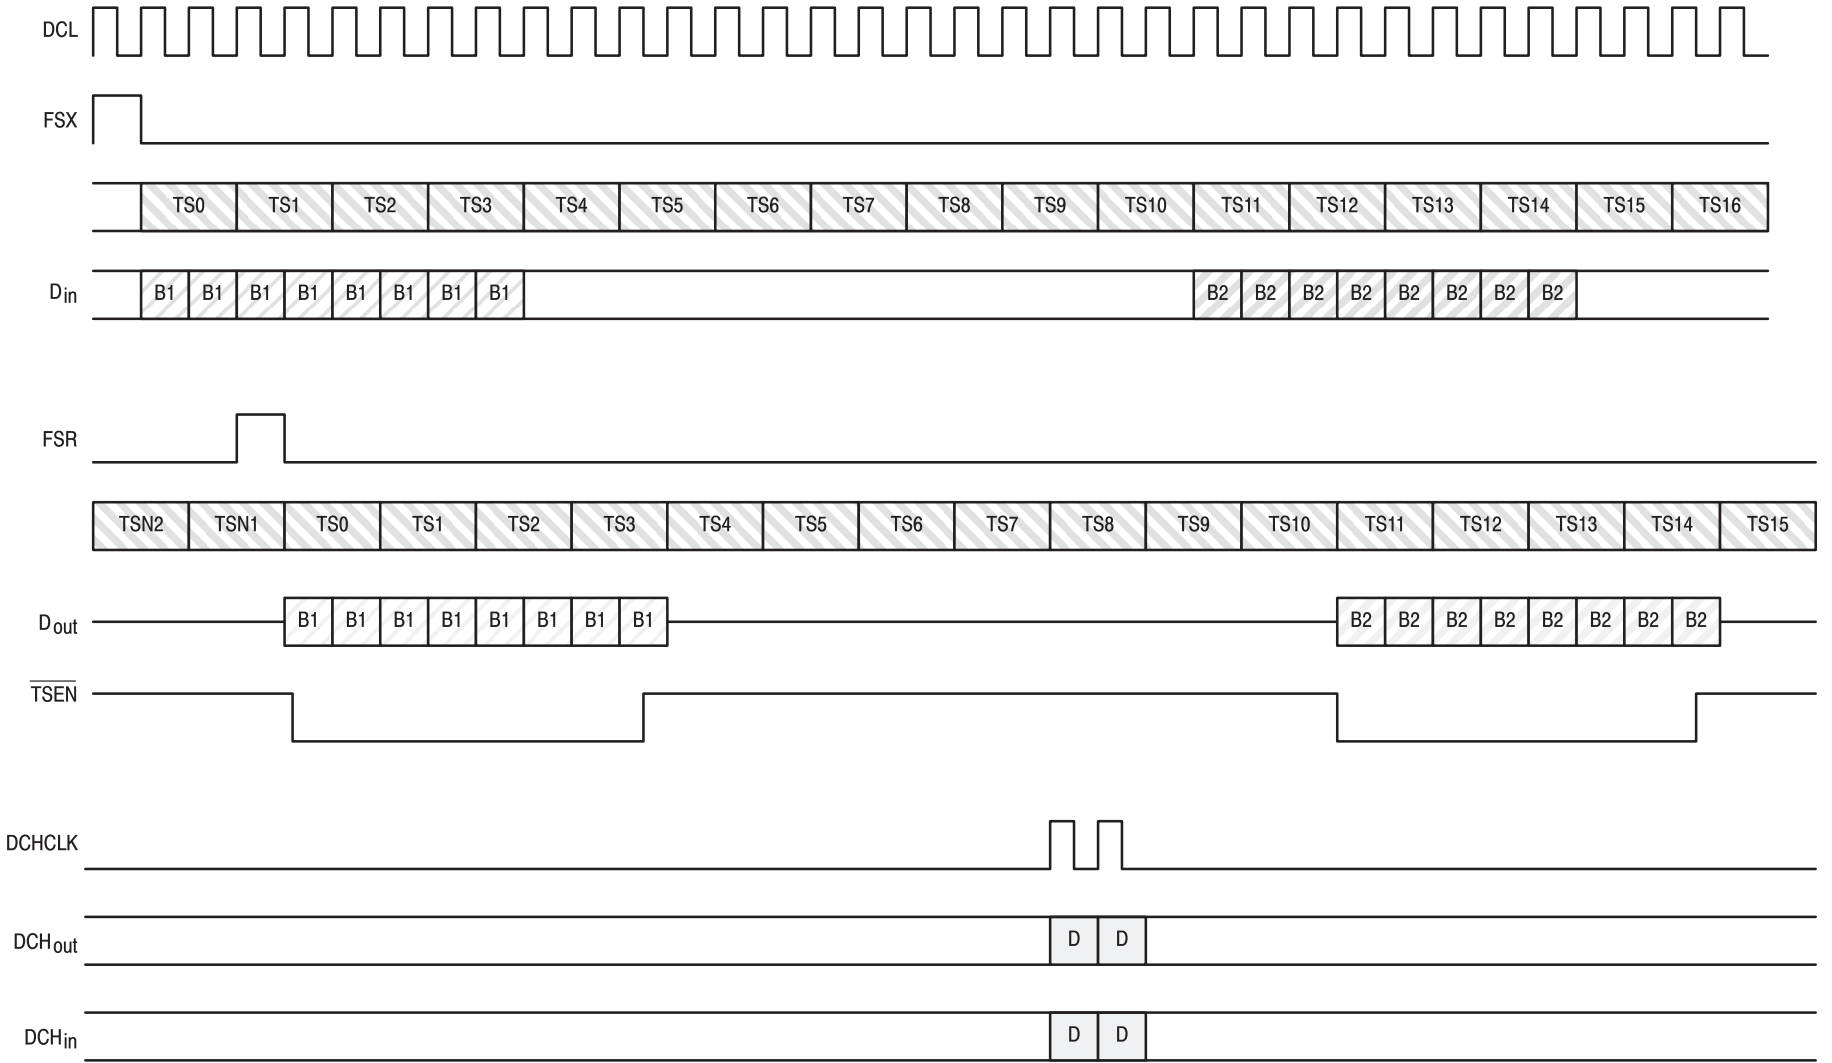 DCL
FSX
TS0 TS1 TS2 TS3 TS4 TS5 TS6 TS7 TS8 TS9 TS10 TS11 TS12 TS13 TS14 TS15 TS16
Din B1 B1 B1 B1 B1 B1 B1 B1 B2 B2 B2 B2 B2 B2 B2 B2
FSR
TSN2 TSN1 TS0 TS1 TS2 TS3 TS4 TS5 TS6 TS7 TS8 TS9 TS10 TS11 TS12 TS13 TS14 TS15
Dout B1 B1 B1 B1 B1 B1 B1 B1 B2 B2 B2 B2 B2 B2 B2 B2
TSEN
DCHCLK
DCHout D D
DCHin D D